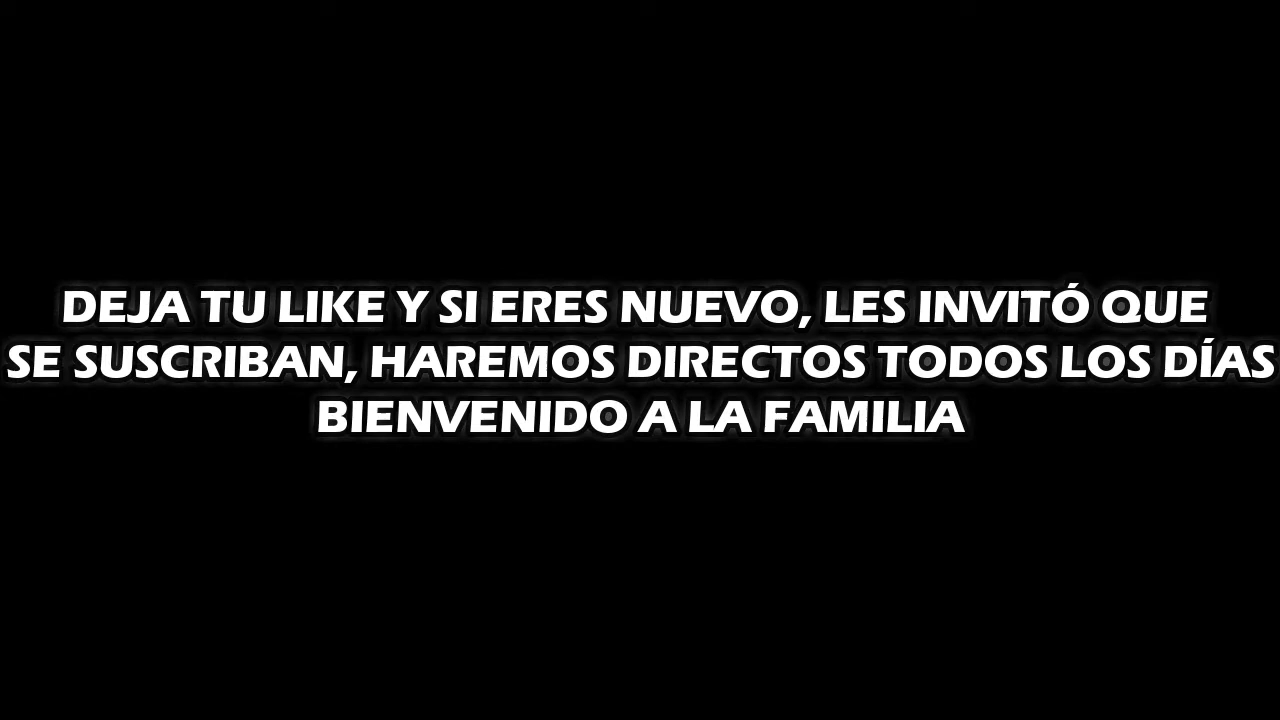 DEJA TU LIKE Y SI ERES NUEVO, LES INVITÓ QUE
SE SUSCRIBAN, HAREMOS DIRECTOS TODOS LOS DÍAS
BIENVENIDO A LA FAMILIA